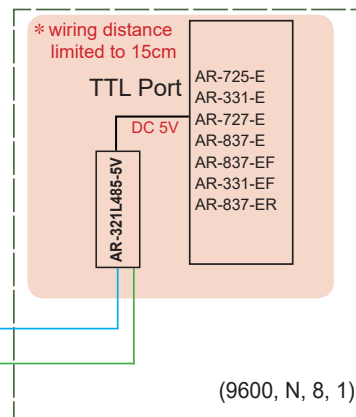 * wiring distance
limited to 15cm
TTL Port
DC 5V
AR-725-E
AR-331-E
AR-727-E
AR-837-E
AR-837-EF
AR-331-EF
AR-837-ER
AR-321L485-5V
(9600, N, 8, 1)